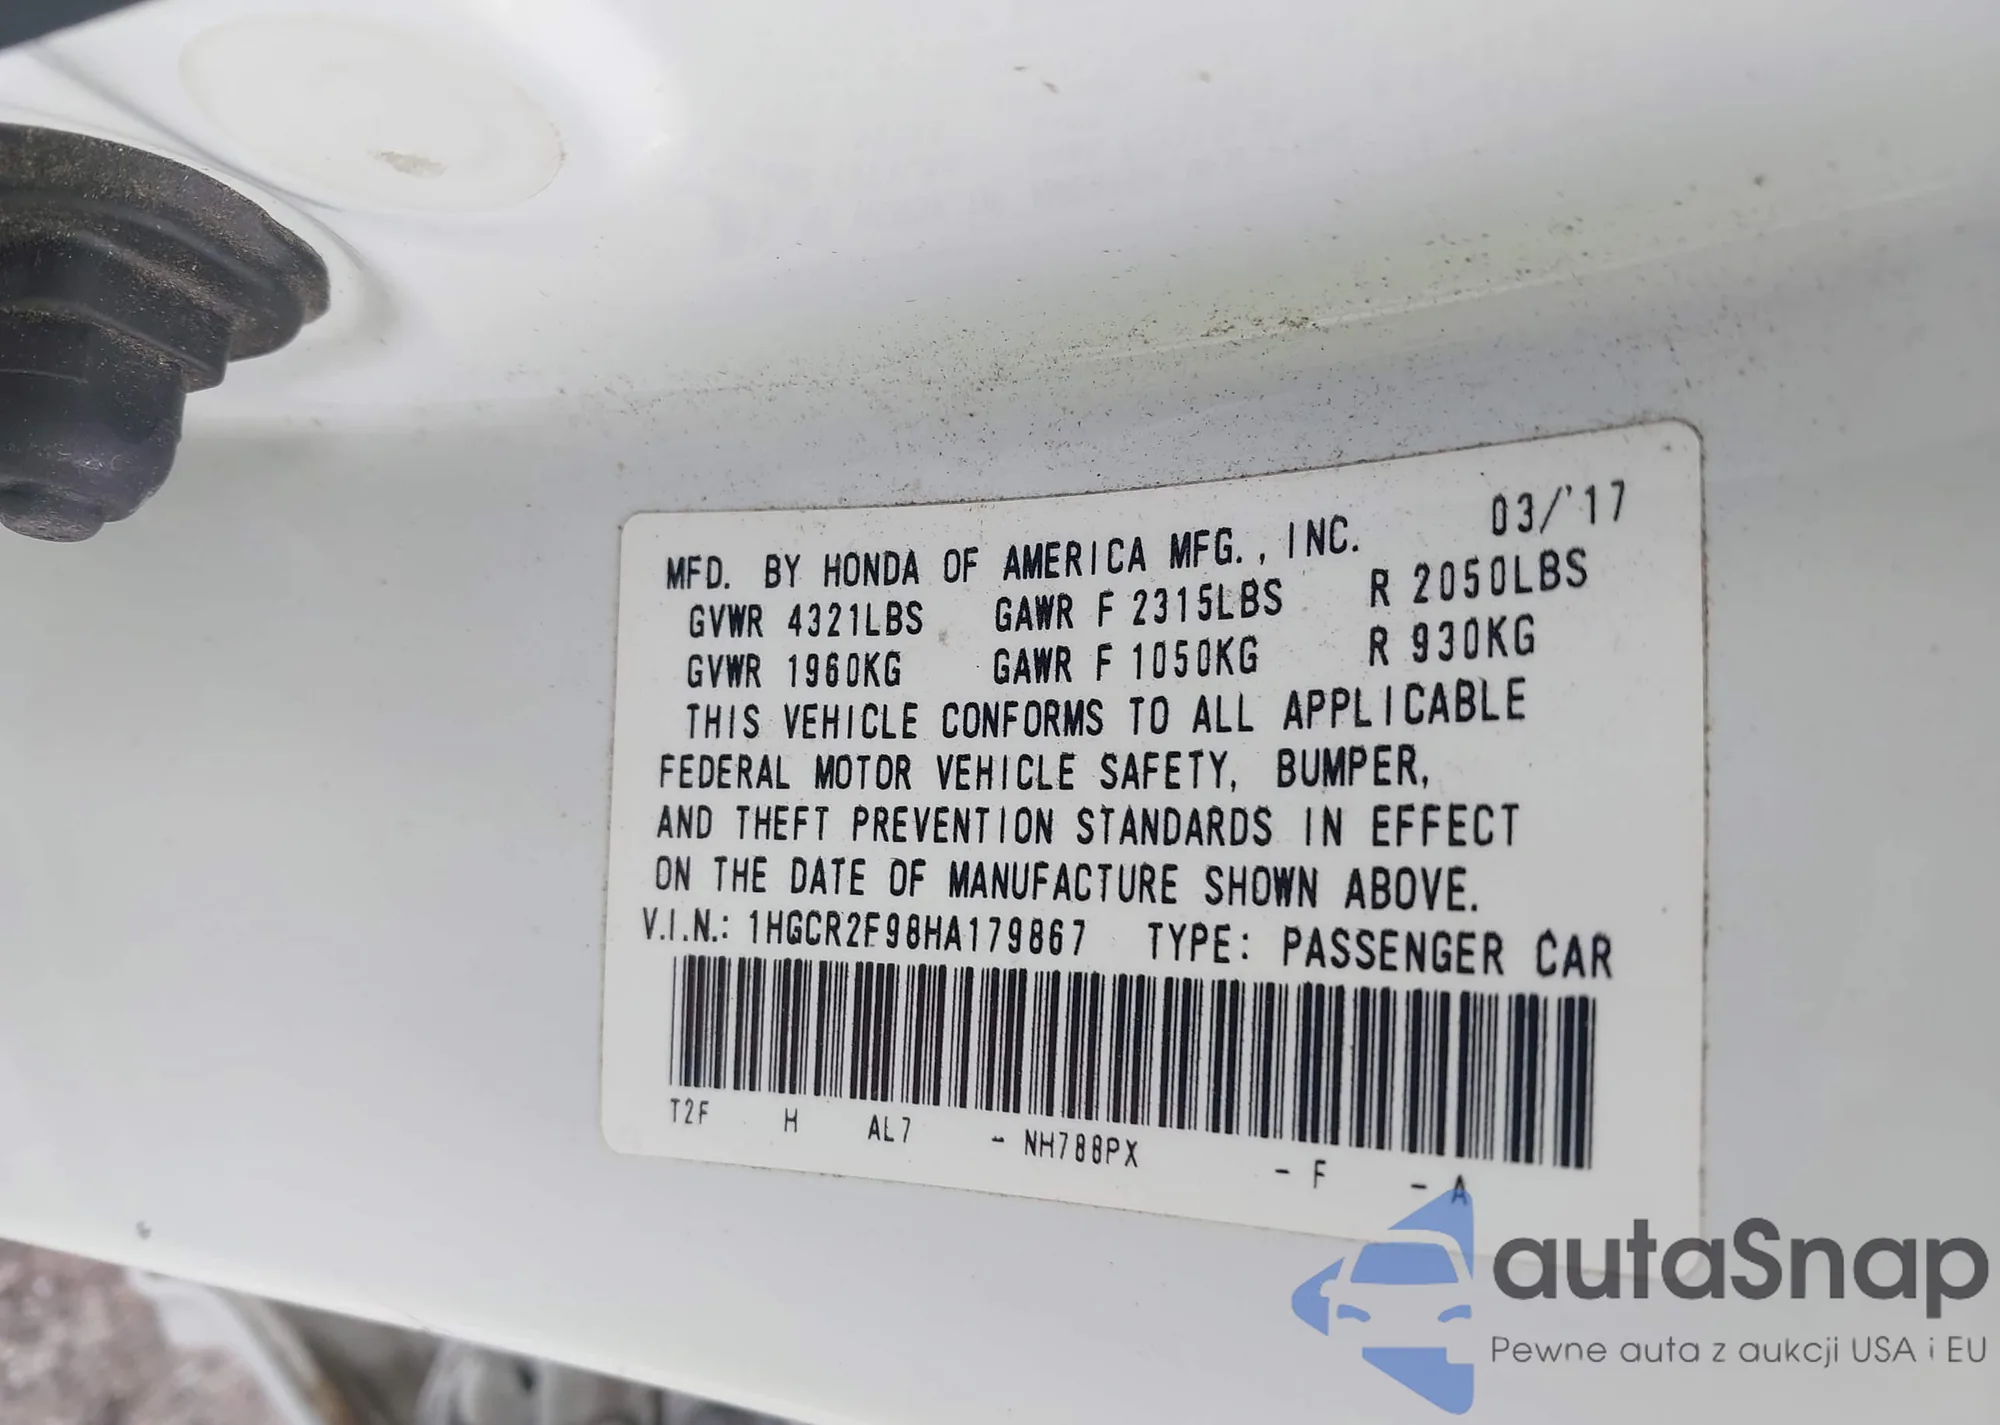 03/'17
MFD. BY HONDA OF AMERICA MFG., INC.
GVWR 4321LBS GAWR F 2315LBS R 2050LBS
GVWR 1960KG GAWR F 1050KG R 930KG
THIS VEHICLE CONFORMS TO ALL APPLICABLE
FEDERAL MOTOR VEHICLE SAFETY, BUMPER,
AND THEFT PREVENTION STANDARDS IN EFFECT
ON THE DATE OF MANUFACTURE SHOWN ABOVE.
V.I.N.: 1HGCR2F98HA179867 TYPE: PASSENGER CAR
T2F H AL7 - NH788PX - F - A
autaSnap
Pewne auta z aukcji USA i EU